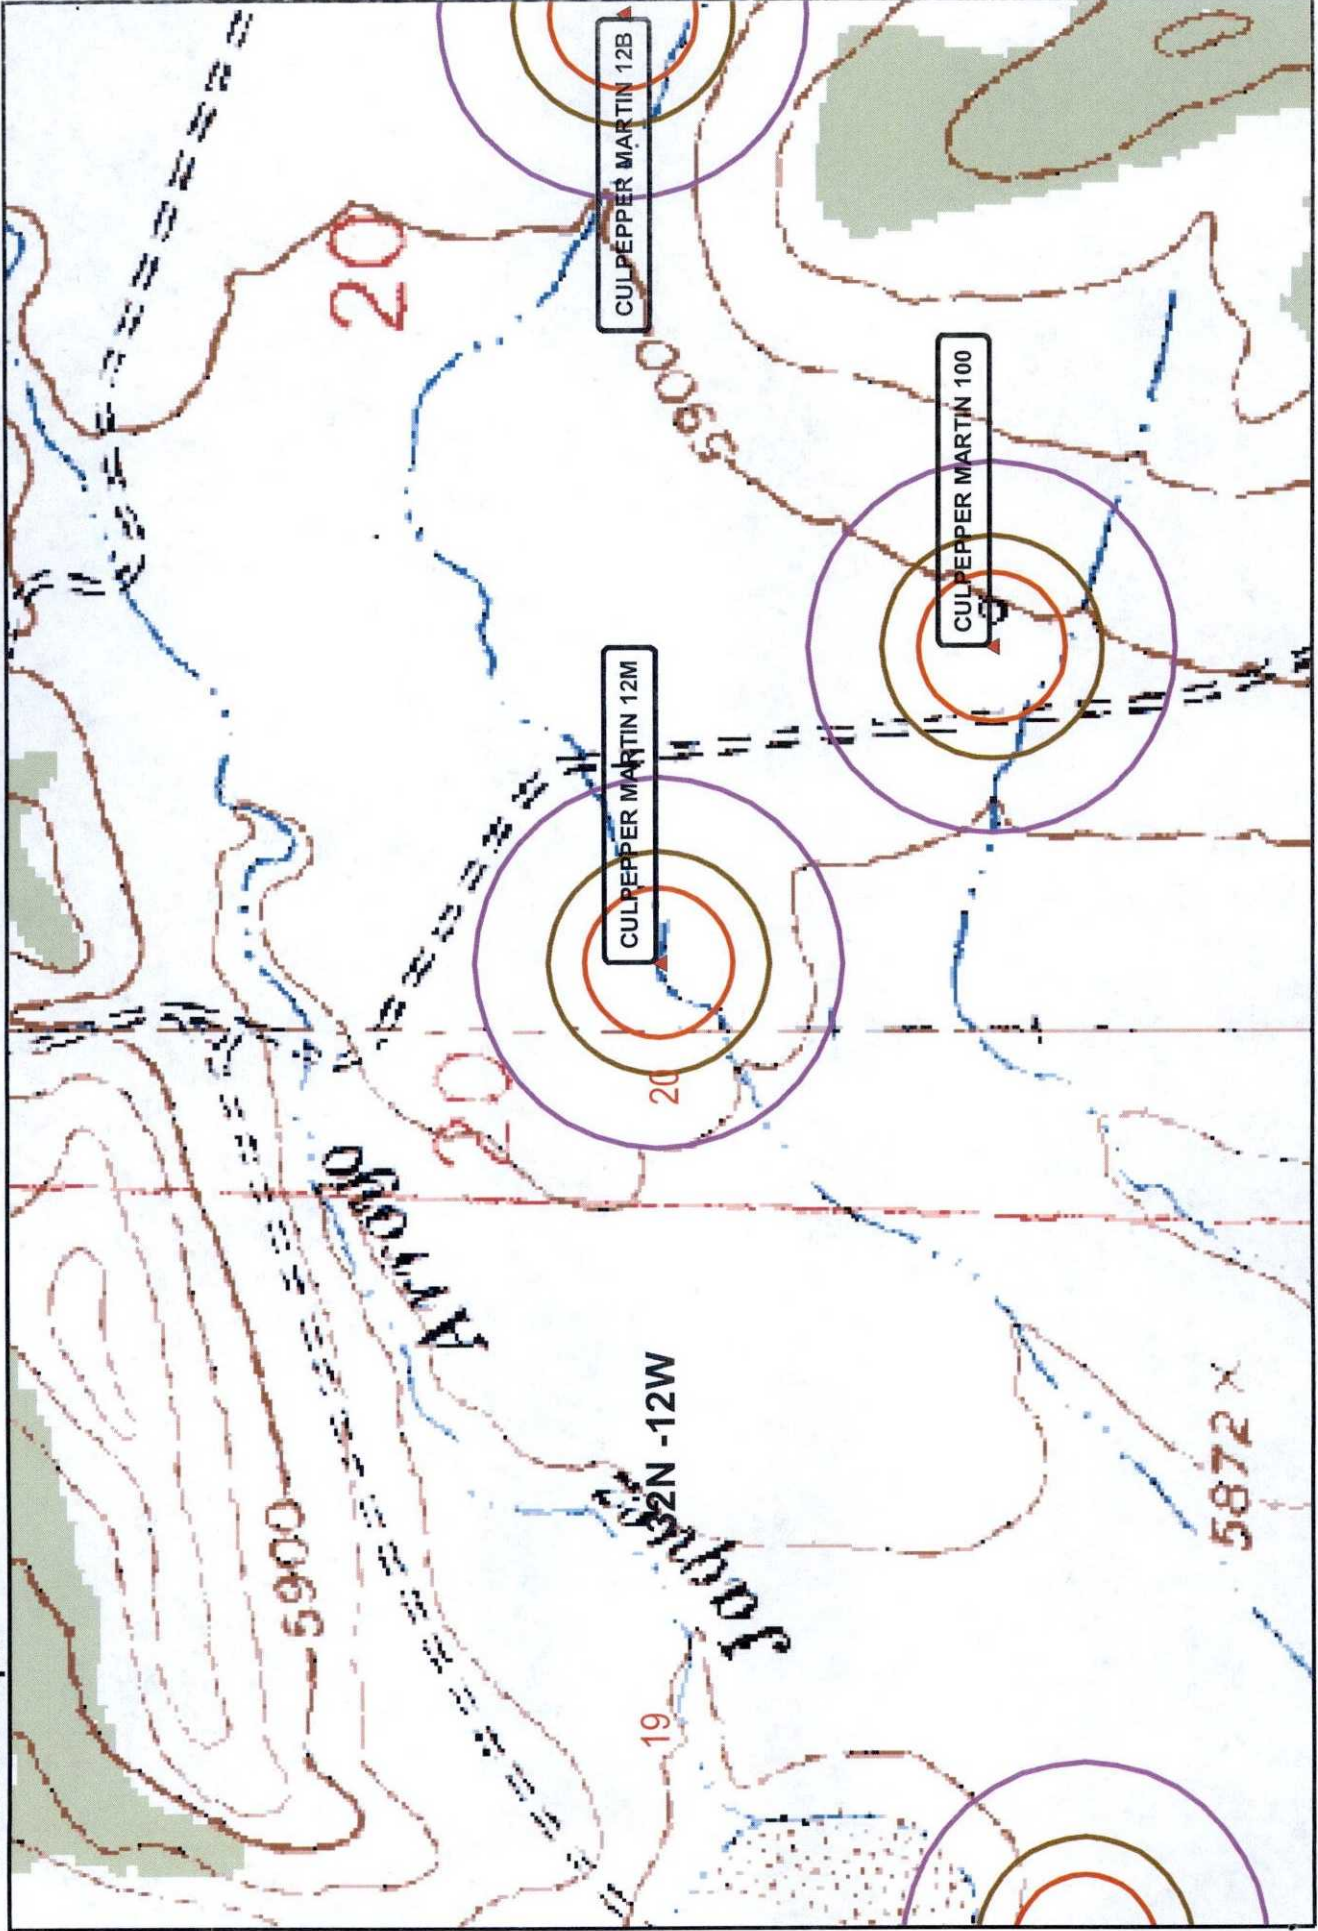 5900
20
Arroyo
20
CULPEPPER MARTIN 12M
CULPEPPER MARTIN 12B
19
32N -12W
20
5900
Jaquez
CULPEPPER MARTIN 100
5872 ×